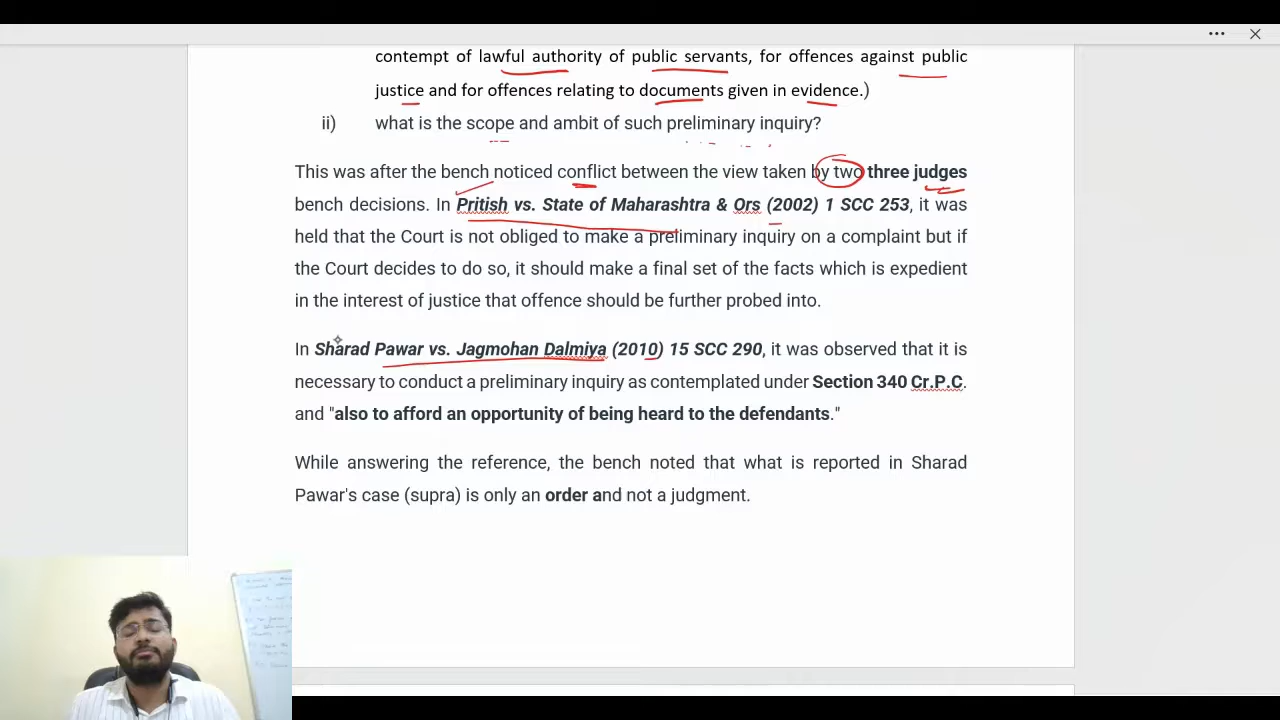 contempt of lawful authority of public servants, for offences against public
justice and for offences relating to documents given in evidence.)
ii) what is the scope and ambit of such preliminary inquiry?
This was after the bench noticed conflict between the view taken by two three judges
bench decisions. In Pritish vs. State of Maharashtra & Ors (2002) 1 SCC 253, it was
held that the Court is not obliged to make a preliminary inquiry on a complaint but if
the Court decides to do so, it should make a final set of the facts which is expedient
in the interest of justice that offence should be further probed into.
In Sharad Pawar vs. Jagmohan Dalmiya (2010) 15 SCC 290, it was observed that it is
necessary to conduct a preliminary inquiry as contemplated under Section 340 Cr.P.C.
and "also to afford an opportunity of being heard to the defendants."
While answering the reference, the bench noted that what is reported in Sharad
Pawar's case (supra) is only an order and not a judgment.